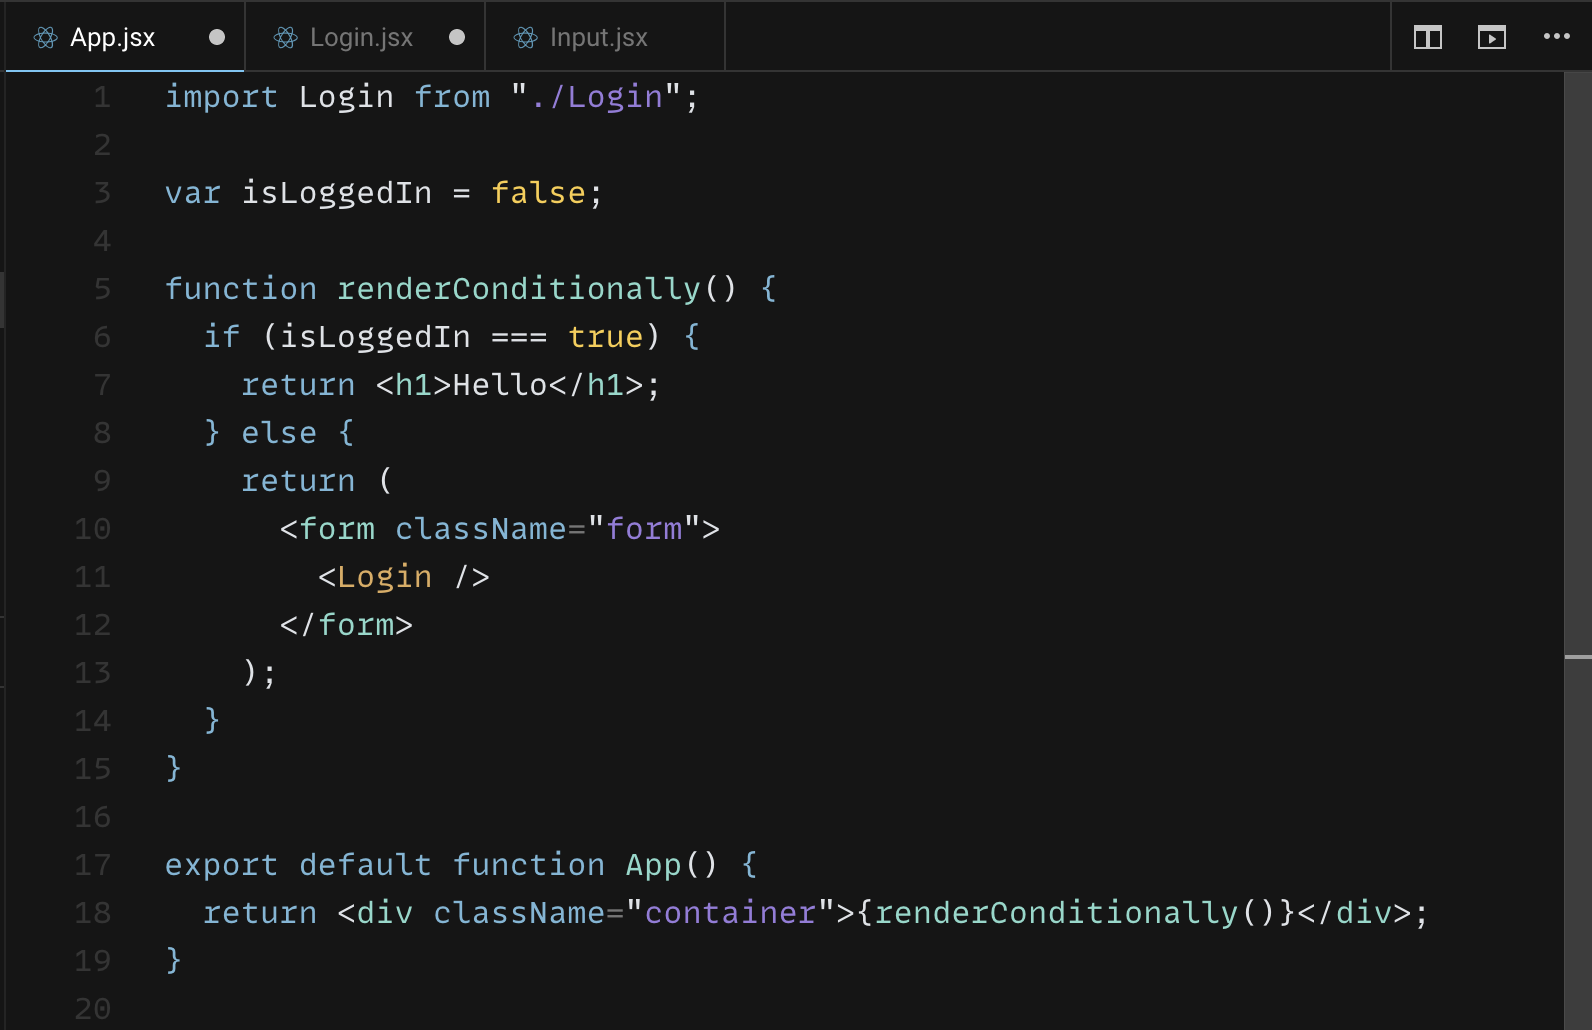 App.jsx Login.jsx Input.jsx
1 import Login from "./Login";
2
3 var isLoggedIn = false;
4
5 function renderConditionally() {
6   if (isLoggedIn === true) {
7     return <h1>Hello</h1>;
8   } else {
9     return (
10       <form className="form">
11         <Login />
12       </form>
13     );
14   }
15 }
16
17 export default function App() {
18   return <div className="container">{renderConditionally()}</div>;
19 }
20